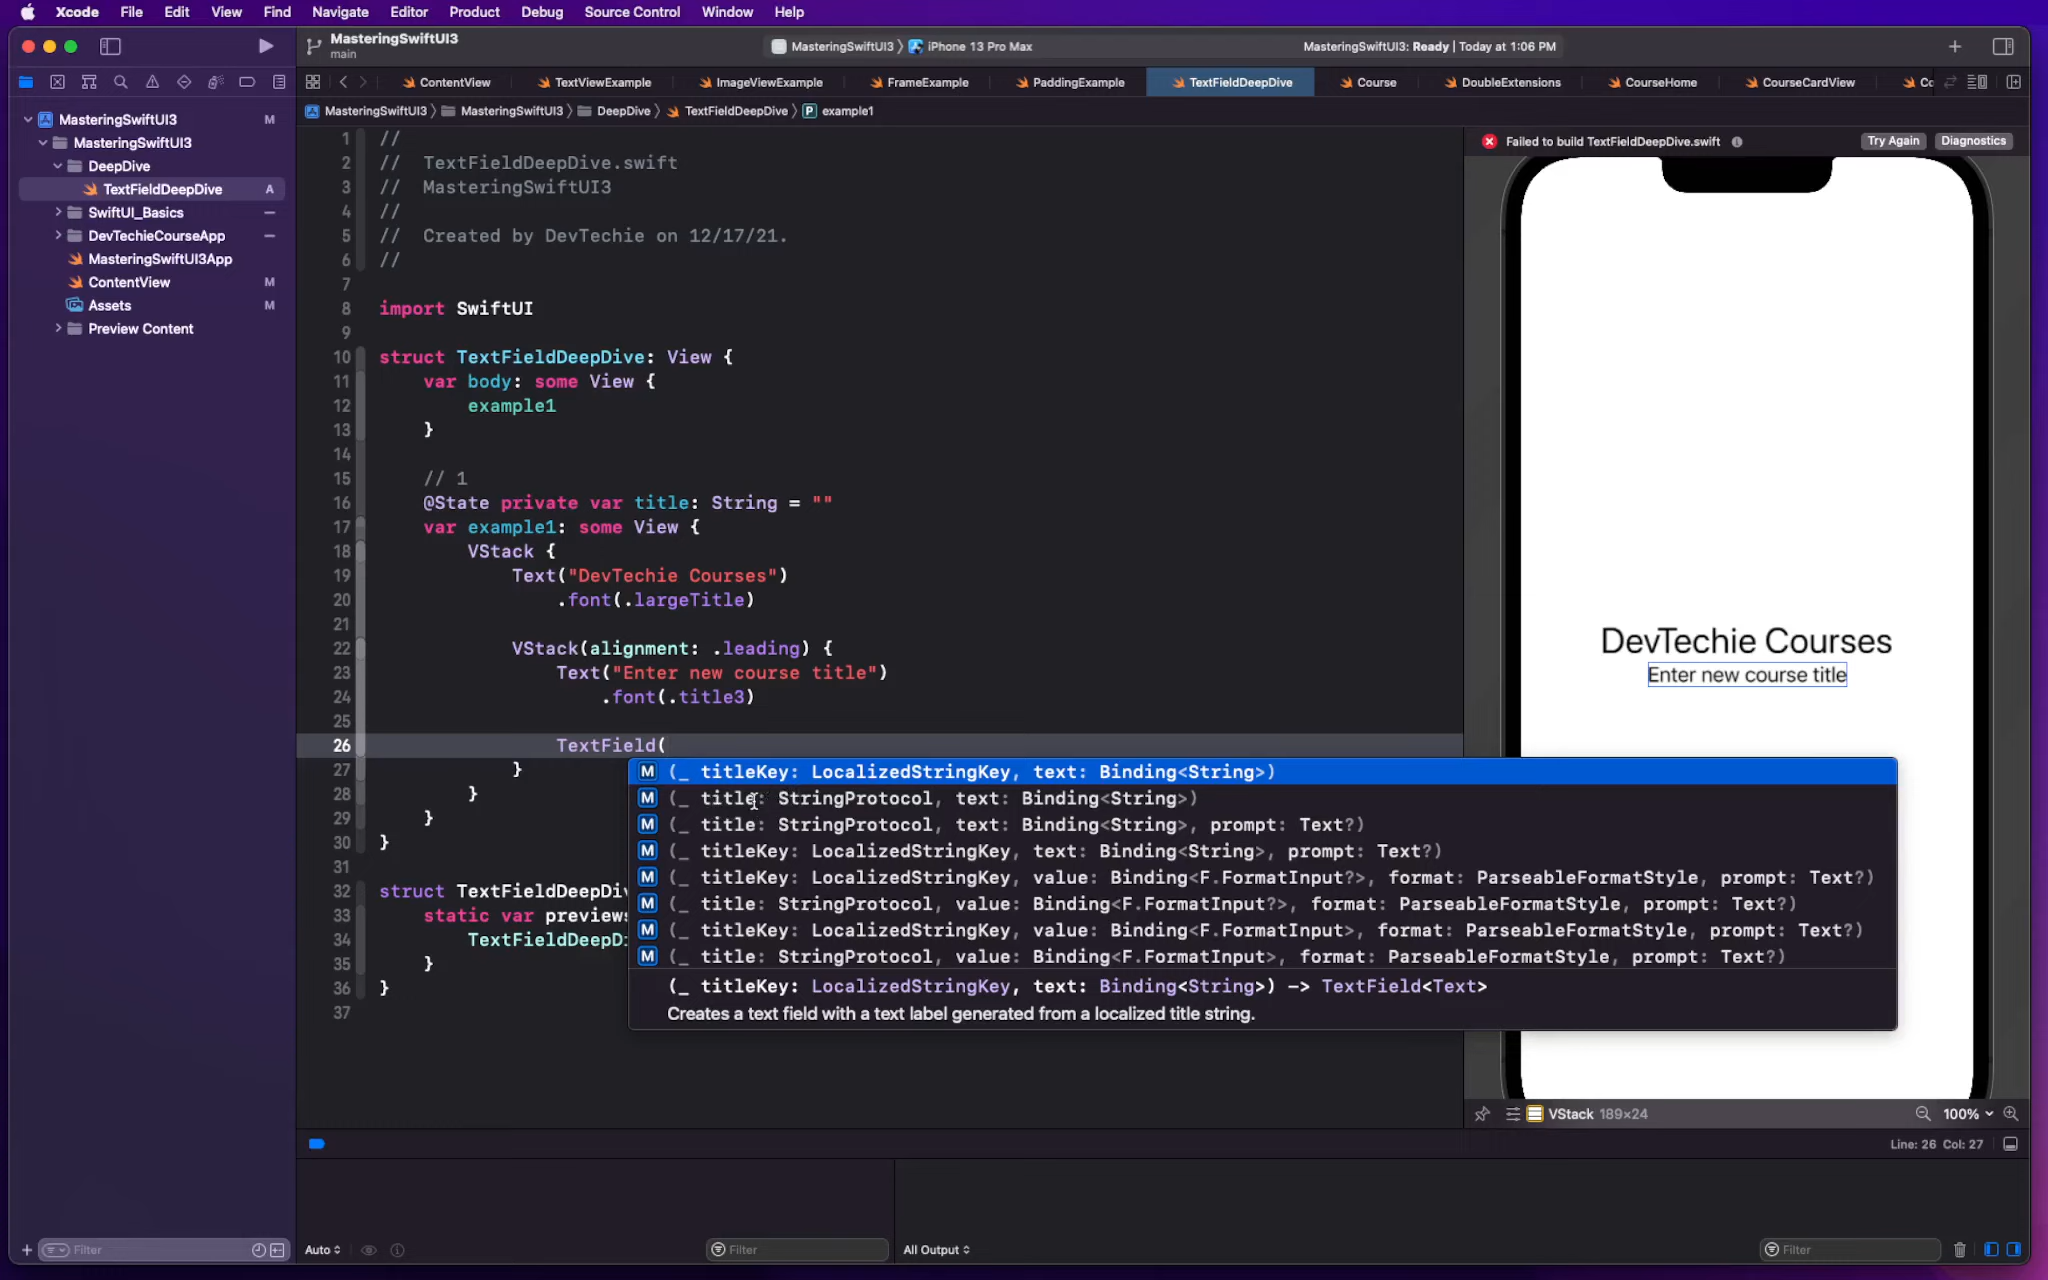 Xcode File Edit View Find Navigate Editor Product Debug Source Control Window Help
MasteringSwiftUI3
main
MasteringSwiftUI3 iPhone 13 Pro Max
MasteringSwiftUI3: Ready | Today at 1:06 PM
ContentView TextViewExample ImageViewExample FrameExample PaddingExample TextFieldDeepDive Course DoubleExtensions CourseHome CourseCardView Cc
MasteringSwiftUI3 MasteringSwiftUI3 DeepDive TextFieldDeepDive P example1
MasteringSwiftUI3 M
MasteringSwiftUI3
DeepDive
TextFieldDeepDive A
SwiftUI_Basics
DevTechieCourseApp
MasteringSwiftUI3App
ContentView M
Assets M
Preview Content
1 //
2 //  TextFieldDeepDive.swift
3 //  MasteringSwiftUI3
4 //
5 //  Created by DevTechie on 12/17/21.
6 //
7
8 import SwiftUI
9
10 struct TextFieldDeepDive: View {
11 var body: some View {
12 example1
13 }
14
15 // 1
16 @State private var title: String = ""
17 var example1: some View {
18 VStack {
19 Text("DevTechie Courses")
20 .font(.largeTitle)
21
22 VStack(alignment: .leading) {
23 Text("Enter new course title")
24 .font(.title3)
25
26 TextField(
27 }
28 }
29 }
30 }
31
32 struct TextFieldDeepDiv
33 static var previews
34 TextFieldDeepDi
35 }
36 }
37
M (_ titleKey: LocalizedStringKey, text: Binding<String>)
M (_ title: StringProtocol, text: Binding<String>)
M (_ title: StringProtocol, text: Binding<String>, prompt: Text?)
M (_ titleKey: LocalizedStringKey, text: Binding<String>, prompt: Text?)
M (_ titleKey: LocalizedStringKey, value: Binding<F.FormatInput?>, format: ParseableFormatStyle, prompt: Text?)
M (_ title: StringProtocol, value: Binding<F.FormatInput?>, format: ParseableFormatStyle, prompt: Text?)
M (_ titleKey: LocalizedStringKey, value: Binding<F.FormatInput>, format: ParseableFormatStyle, prompt: Text?)
M (_ title: StringProtocol, value: Binding<F.FormatInput>, format: ParseableFormatStyle, prompt: Text?)
(_ titleKey: LocalizedStringKey, text: Binding<String>) -> TextField<Text>
Creates a text field with a text label generated from a localized title string.
Failed to build TextFieldDeepDive.swift
Try Again
Diagnostics
DevTechie Courses
Enter new course title
VStack 189×24
100%
Line: 26 Col: 27
Filter
Auto
Filter
All Output
Filter